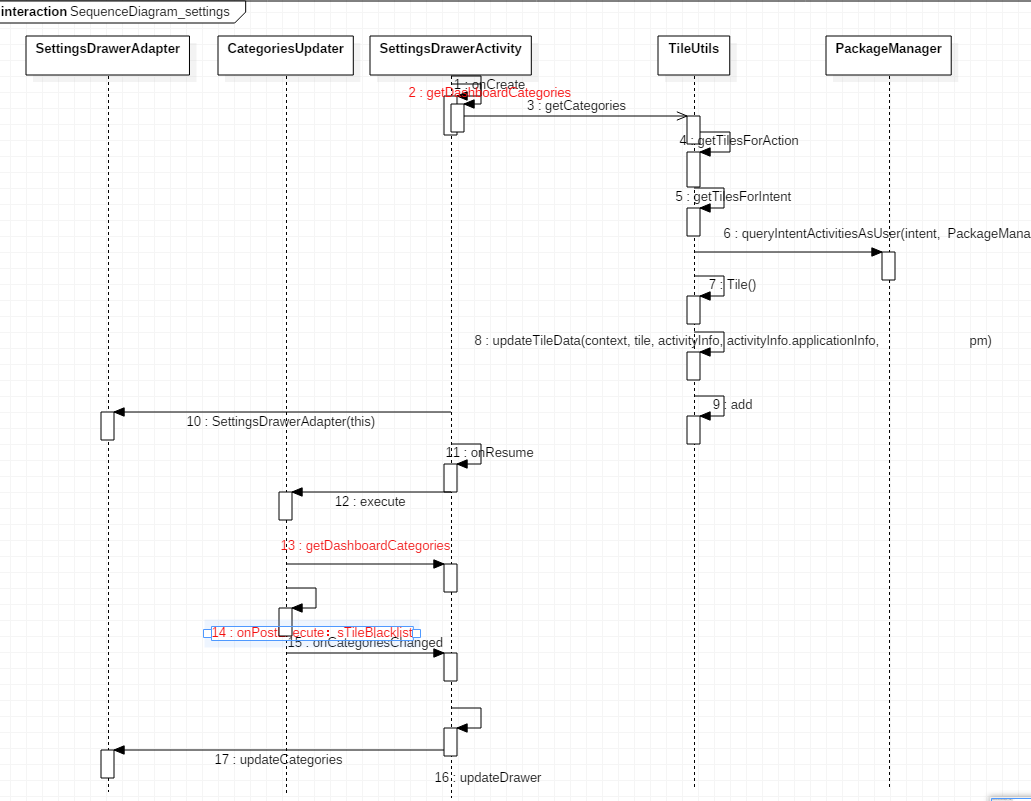 interaction SequenceDiagram_settings
SettingsDrawerAdapter
CategoriesUpdater
SettingsDrawerActivity
TileUtils
PackageManager
1 : onCreate
2 : getDashboardCategories
3 : getCategories
4 : getTilesForAction
5 : getTilesForIntent
6 : queryIntentActivitiesAsUser(intent, PackageMana
7 : Tile()
8 : updateTileData(context, tile, activityInfo, activityInfo.applicationInfo, pm)
9 : add
10 : SettingsDrawerAdapter(this)
11 : onResume
12 : execute
13 : getDashboardCategories
14 : onPostExecute: sTileBlacklist
15 : onCategoriesChanged
17 : updateCategories
16 : updateDrawer